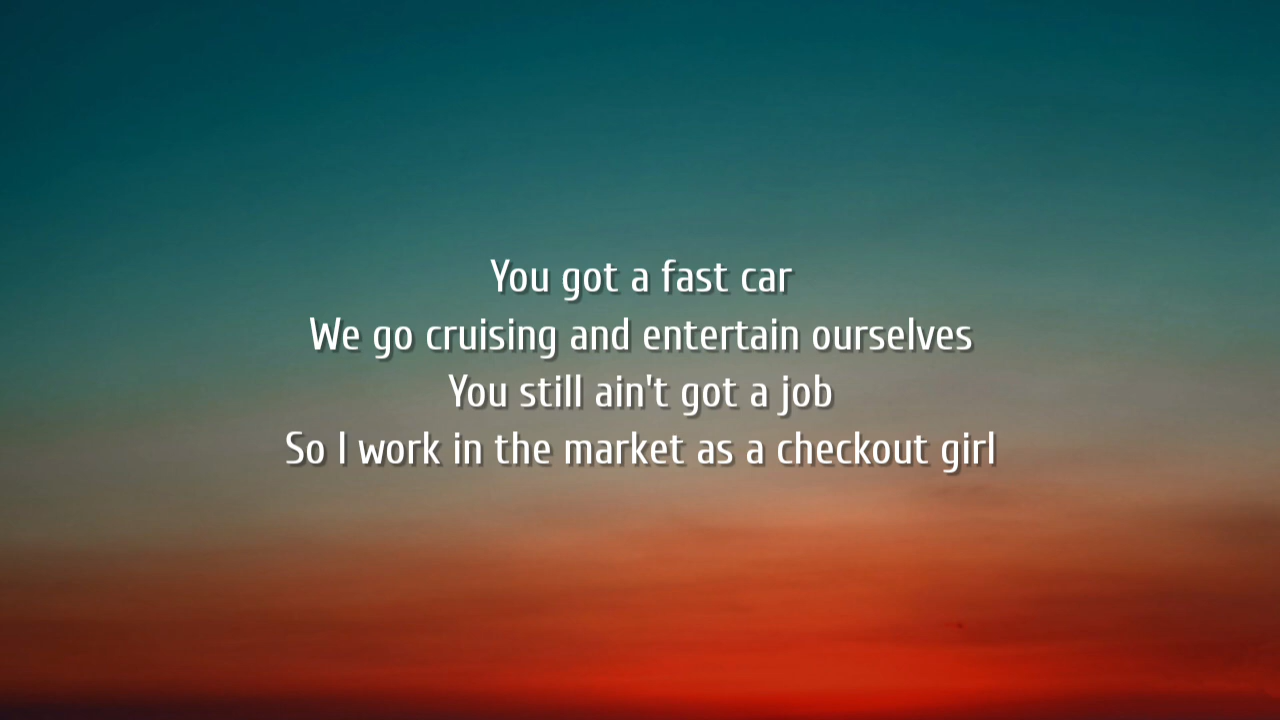 You got a fast car
We go cruising and entertain ourselves
You still ain't got a job
So I work in the market as a checkout girl